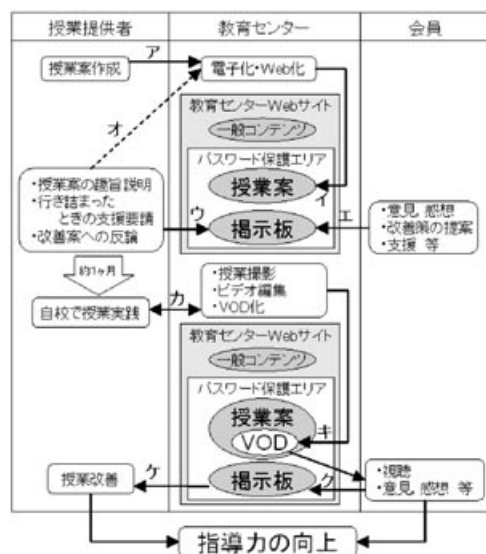 授業提供者
教育センター
会員
授業案作成
ア
電子化・Web化
オ
教育センターWebサイト
一般コンテンツ
パスワード保護エリア
授業案
イ
・授業案の趣旨説明
・行き詰まった
ときの支援要請
・改善案への反論
ウ
掲示板
エ
・意見 感想
・改善策の提案
・支援 等
約1ヶ月
自校で授業実践
カ
・授業撮影
・ビデオ編集
・VOD化
教育センターWebサイト
一般コンテンツ
パスワード保護エリア
授業案
VOD
キ
授業改善
ケ
掲示板
ク
・視聴
・意見 感想 等
指導力の向上